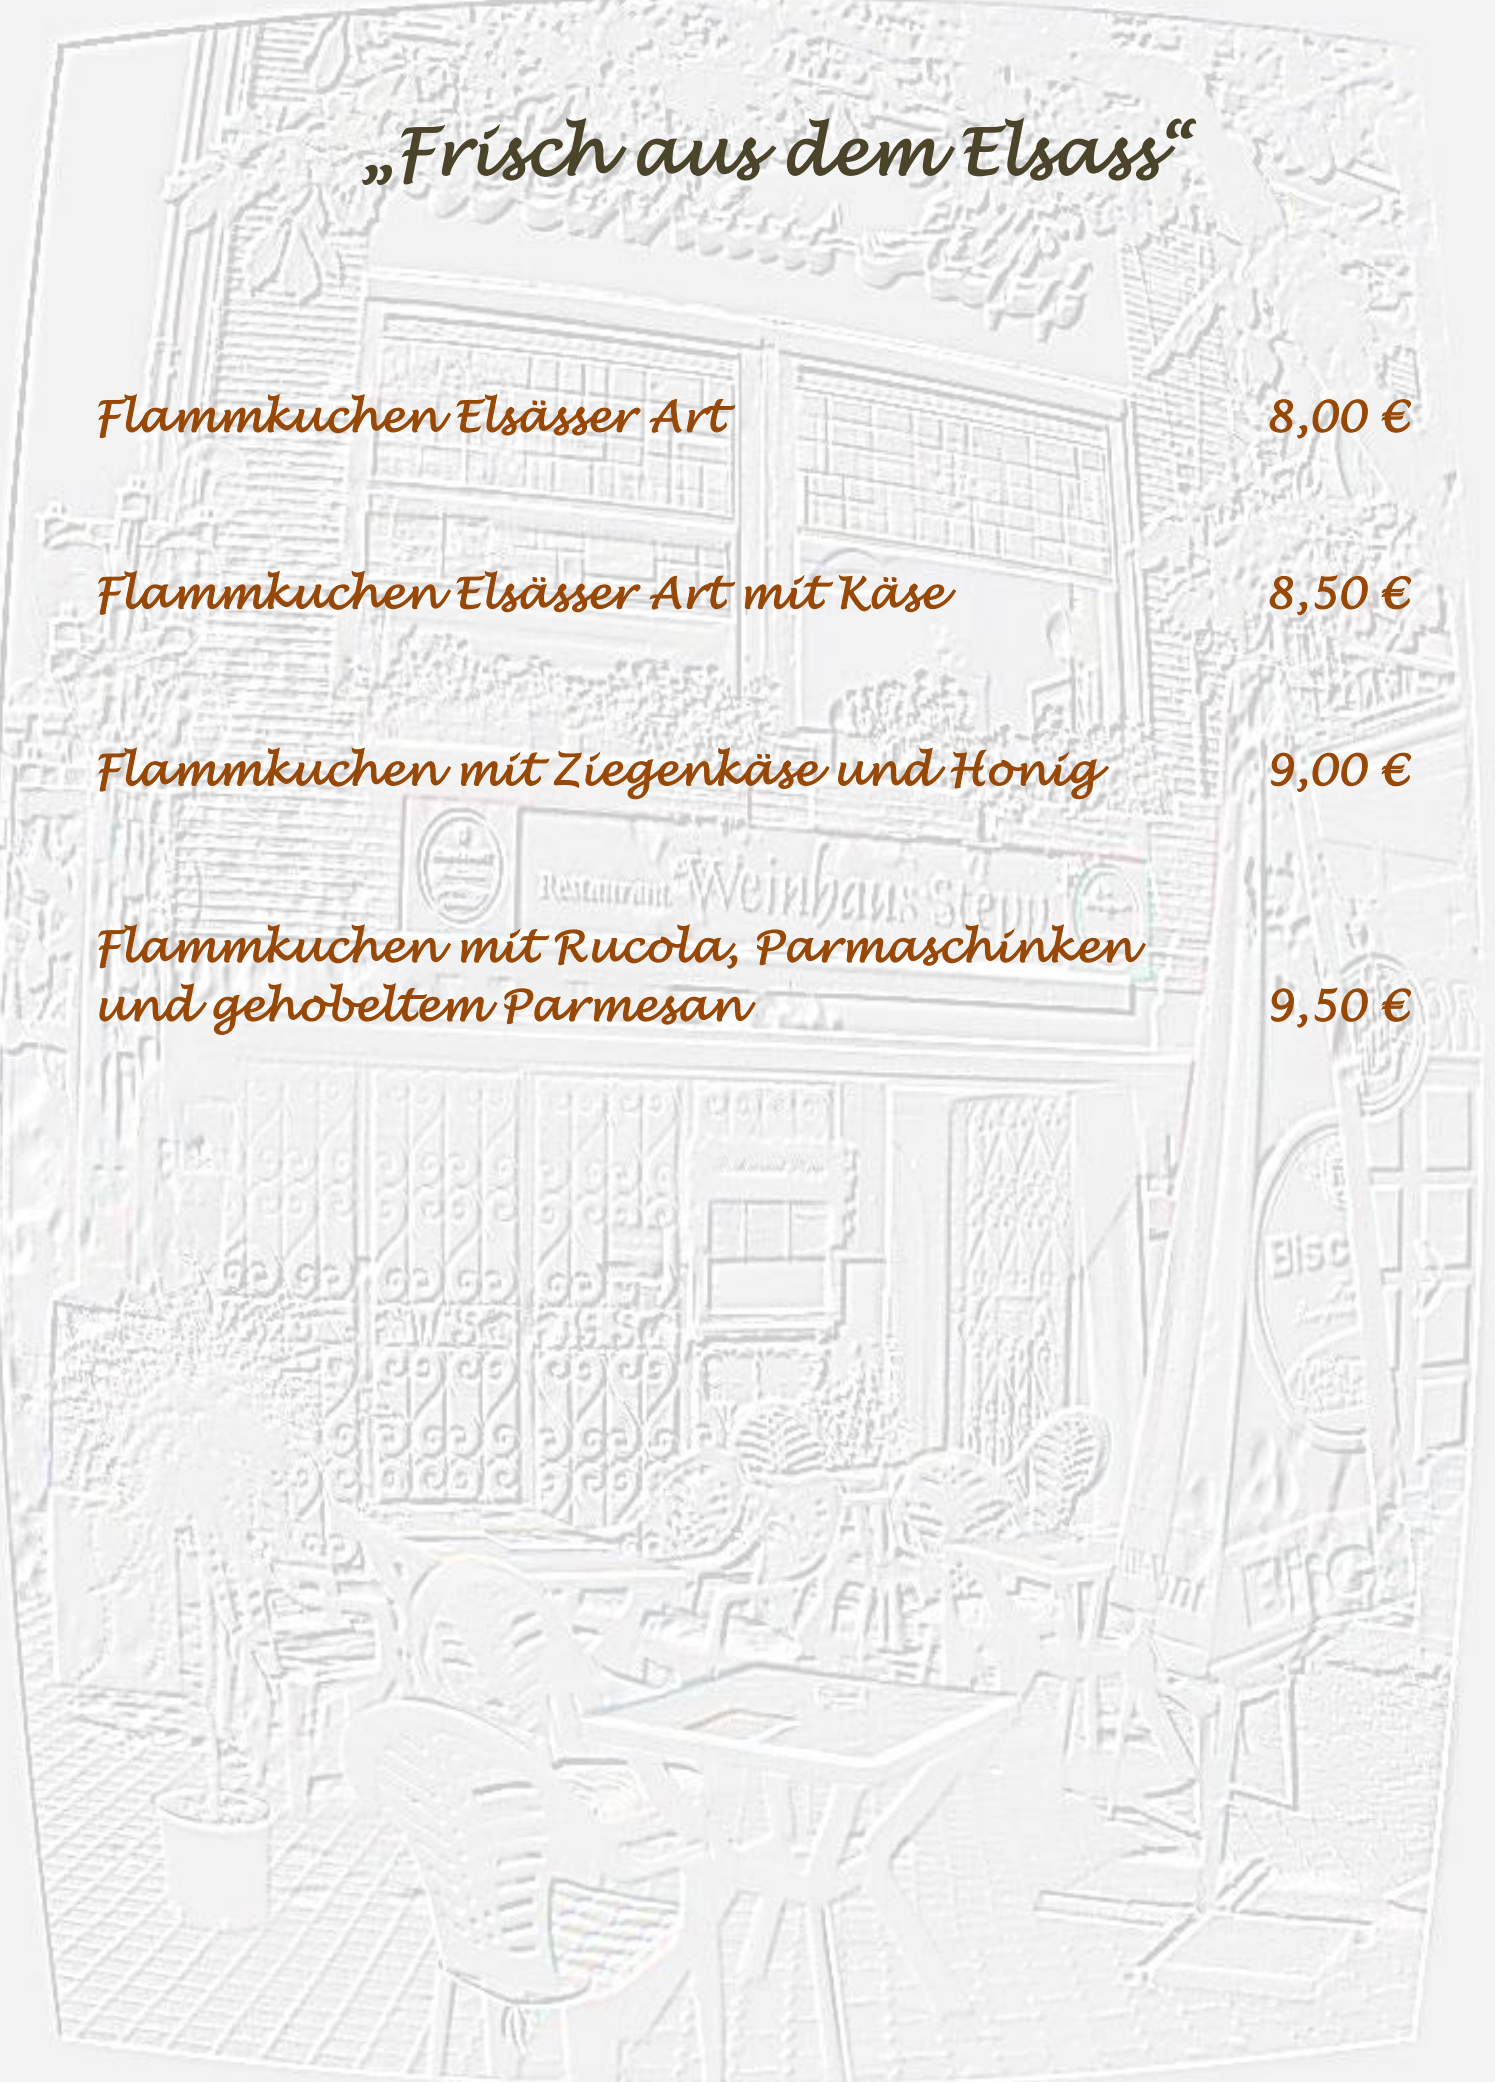 „Frisch aus dem Elsass“
Flammkuchen Elsässer Art 8,00 €
Flammkuchen Elsässer Art mit Käse 8,50 €
Flammkuchen mit Ziegenkäse und Honig 9,00 €
Restaurant "Weinhaus Stepp"
Flammkuchen mit Rucola, Parmaschinken
und gehobeltem Parmesan 9,50 €